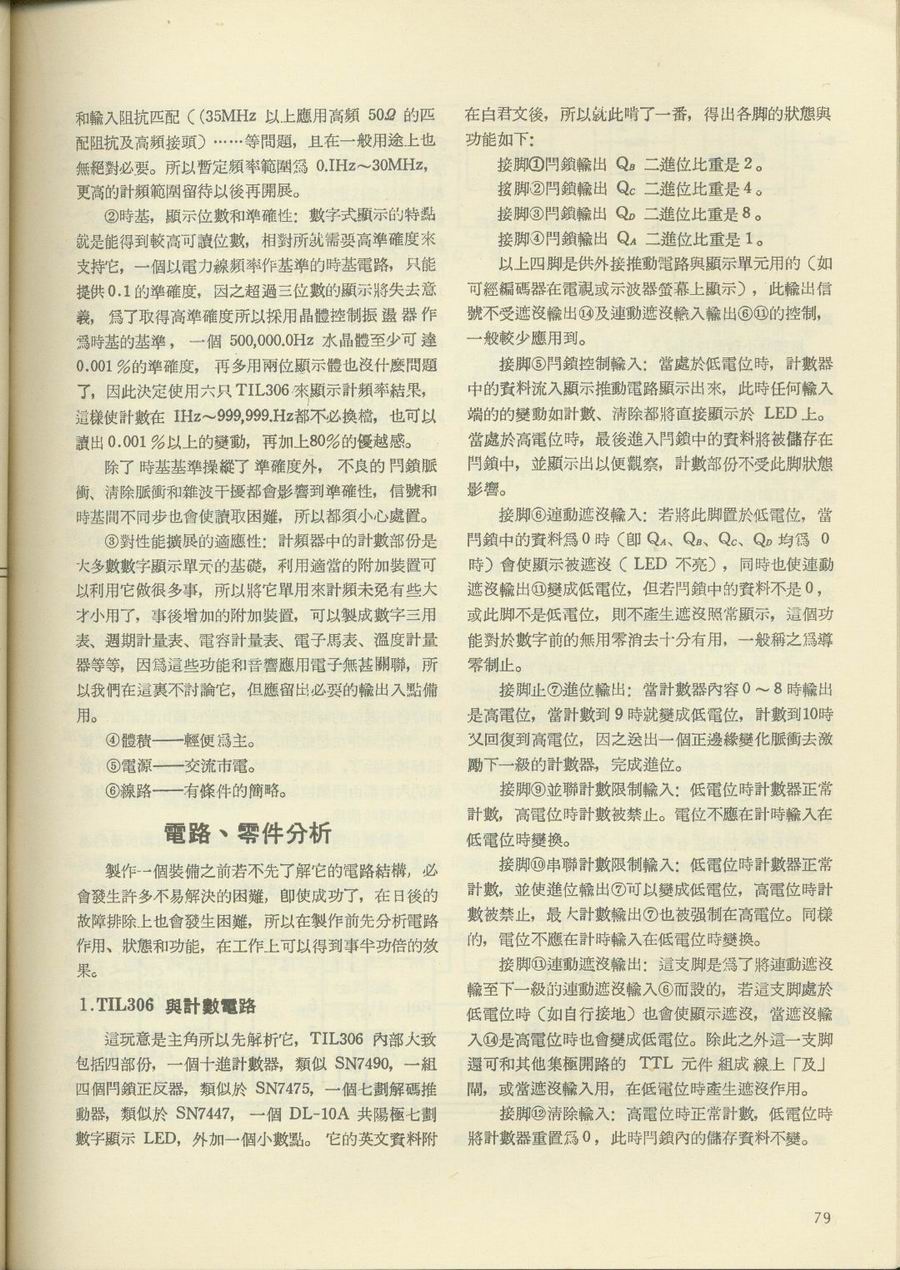 和輸入阻抗匹配（(35MHz 以上應用高頻 50Ω 的匹
配阻抗及高頻接頭）……等問題，且在一般用途上也
無絕對必要。所以暫定頻率範圍爲 0.IHz～30MHz，
更高的計頻範圍留待以後再開展。
②時基，顯示位數和準確性：數字式顯示的特點
就是能得到較高可讀位數，相對所就需要高準確度來
支持它，一個以電力線頻率作基準的時基電路，只能
提供0.1的準確度，因之超過三位數的顯示將失去意
義，爲了取得高準確度所以採用晶體控制振盪器作
爲時基的基準，一個 500,000.0Hz 水晶體至少可達
0.001％的準確度，再多用兩位顯示體也沒什麽問題
了，因此決定使用六只TIL306來顯示計頻率結果，
這樣使計數在 IHz～999,999.Hz都不必換檔，也可以
讀出0.001％以上的變動，再加上80％的優越感。
除了時基基準操縱了準確度外，不良的閂鎖脈
衝、清除脈衝和雜波干擾都會影響到準確性，信號和
時基間不同步也會使讀取困難，所以都須小心處置。
③對性能擴展的適應性：計頻器中的計數部份是
大多數數字顯示單元的基礎，利用適當的附加裝置可
以利用它做很多事，所以將它單用來計頻未免有些大
才小用了，事後增加的附加裝置，可以製成數字三用
表、週期計量表、電容計量表、電子馬表、溫度計量
器等等，因爲這些功能和音響應用電子無甚關聯，所
以我們在這裏不討論它，但應留出必要的輸出入點備
用。
④體積——輕便爲主。
⑤電源——交流市電。
⑥線路——有條件的簡略。
電路、零件分析
製作一個裝備之前若不先了解它的電路結構，必
會發生許多不易解決的困難，卽使成功了，在日後的
故障排除上也會發生困難，所以在製作前先分析電路
作用、狀態和功能，在工作上可以得到事半功倍的效
果。
1.TIL306 與計數電路
這玩意是主角所以先解析它，TIL306 內部大致
包括四部份，一個十進計數器，類似 SN7490，一組
四個閂鎖正反器，類似於 SN7475，一個七劃解碼推
動器，類似於 SN7447，一個 DL-10A 共陽極七劃
數字顯示 LED，外加一個小數點。它的英文資料附
在白君文後，所以就此啃了一番，得出各脚的狀態與
功能如下：
接脚①閂鎖輸出 QB 二進位比重是2。
接脚②閂鎖輸出 QC 二進位比重是4。
接脚③閂鎖輸出 QD 二進位比重是8。
接脚④閂鎖輸出 QA 二進位比重是1。
以上四脚是供外接推動電路與顯示單元用的（如
可經編碼器在電視或示波器螢幕上顯示），此輸出信
號不受遮沒輸出⑭及連動遮沒輸入輸出⑥⑪的控制，
一般較少應用到。
接脚⑤閂鎖控制輸入：當處於低電位時，計數器
中的資料流入顯示推動電路顯示出來，此時任何輸入
端的的變動如計數、清除都將直接顯示於 LED 上。
當處於高電位時，最後進入閂鎖中的資料將被儲存在
閂鎖中，並顯示出以便觀察，計數部份不受此脚狀態
影響。
接脚⑥連動遮沒輸入：若將此脚置於低電位，當
閂鎖中的資料爲0時（卽 QA、QB、QC、QD 均爲 0
時）會使顯示被遮沒（ LED 不亮），同時也使連動
遮沒輸出⑪變成低電位，但若閂鎖中的資料不是0，
或此脚不是低電位，則不產生遮沒照常顯示，這個功
能對於數字前的無用零消去十分有用，一般稱之爲導
零制止。
接脚止⑦進位輸出：當計數器內容0～8時輸出
是高電位，當計數到9時就變成低電位，計數到10時
又回復到高電位，因之送出一個正邊緣變化脈衝去激
勵下一級的計數器，完成進位。
接脚⑨並聯計數限制輸入：低電位時計數器正常
計數，高電位時計數被禁止。電位不應在計時輸入在
低電位時變換。
接脚⑩串聯計數限制輸入：低電位時計數器正常
計數，並使進位輸出⑦可以變成低電位，高電位時計
數被禁止，最大計數輸出⑦也被强制在高電位。同樣
的，電位不應在計時輸入在低電位時變換。
接脚⑪連動遮沒輸出：這支脚是爲了將連動遮沒
輸至下一級的連動遮沒輸入⑥而設的，若這支脚處於
低電位時（如自行接地）也會使顯示遮沒，當遮沒輸
入⑭是高電位時也會變成低電位。除此之外這一支脚
還可和其他集極開路的 TTL 元件組成線上「及」
閘，或當遮沒輸入用，在低電位時產生遮沒作用。
接脚⑫清除輸入：高電位時正常計數，低電位時
將計數器重置爲0，此時閂鎖內的儲存資料不變。
79